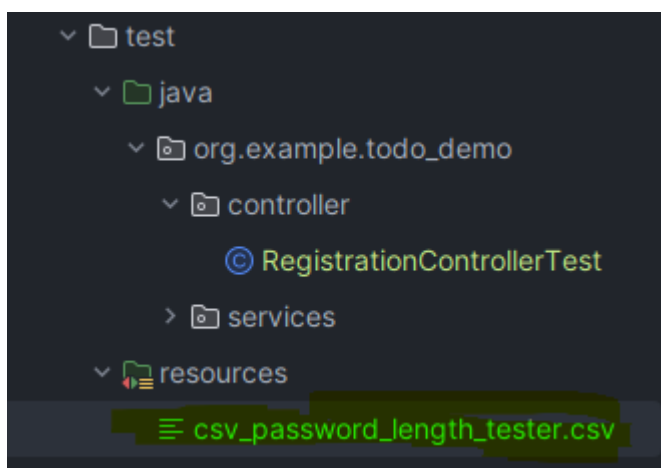 test
java
org.example.todo_demo
controller
RegistrationControllerTest
services
resources
csv_password_length_tester.csv